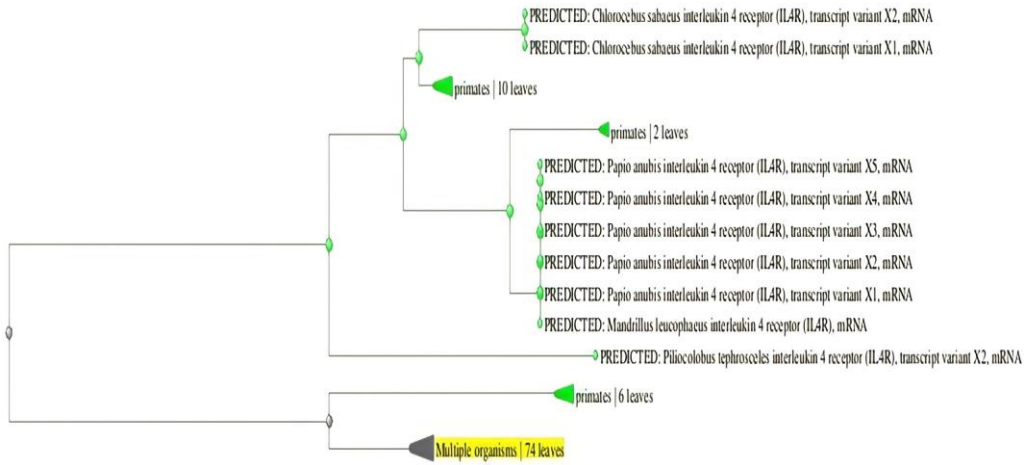 PREDICTED: Chlorocebus sabaeus interleukin 4 receptor (IL4R), transcript variant X2, mRNA
PREDICTED: Chlorocebus sabaeus interleukin 4 receptor (IL4R), transcript variant X1, mRNA
primates | 10 leaves
primates | 2 leaves
PREDICTED: Papio anubis interleukin 4 receptor (IL4R), transcript variant X5, mRNA
PREDICTED: Papio anubis interleukin 4 receptor (IL4R), transcript variant X4, mRNA
PREDICTED: Papio anubis interleukin 4 receptor (IL4R), transcript variant X3, mRNA
PREDICTED: Papio anubis interleukin 4 receptor (IL4R), transcript variant X2, mRNA
PREDICTED: Papio anubis interleukin 4 receptor (IL4R), transcript variant X1, mRNA
PREDICTED: Mandrillus leucophaeus interleukin 4 receptor (IL4R), mRNA
PREDICTED: Piliocolobus tephrosceles interleukin 4 receptor (IL4R), transcript variant X2, mRNA
primates | 6 leaves
Multiple organisms | 74 leaves